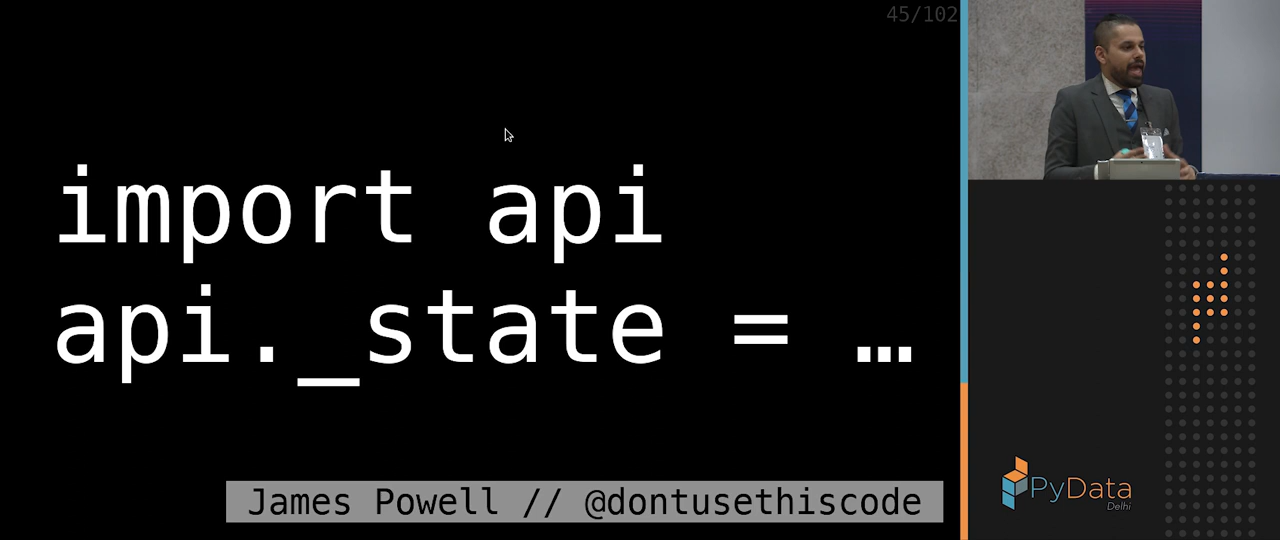 45/102
import api
api._state = …
James Powell // @dontusethiscode
PyData
Delhi